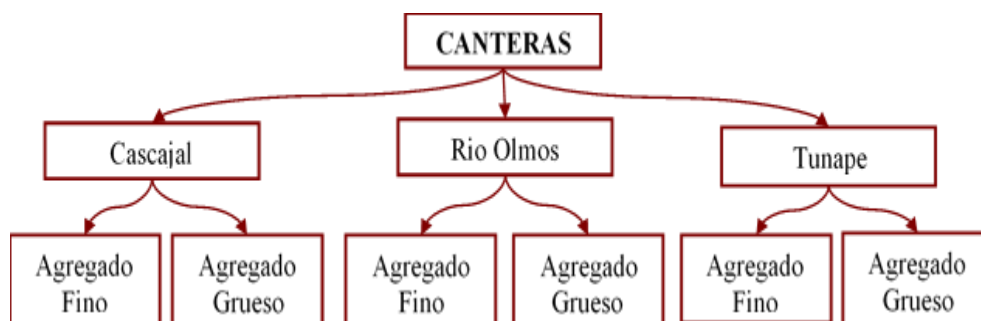 CANTERAS
Cascajal
Rio Olmos
Tunape
Agregado
Fino
Agregado
Grueso
Agregado
Fino
Agregado
Grueso
Agregado
Fino
Agregado
Grueso